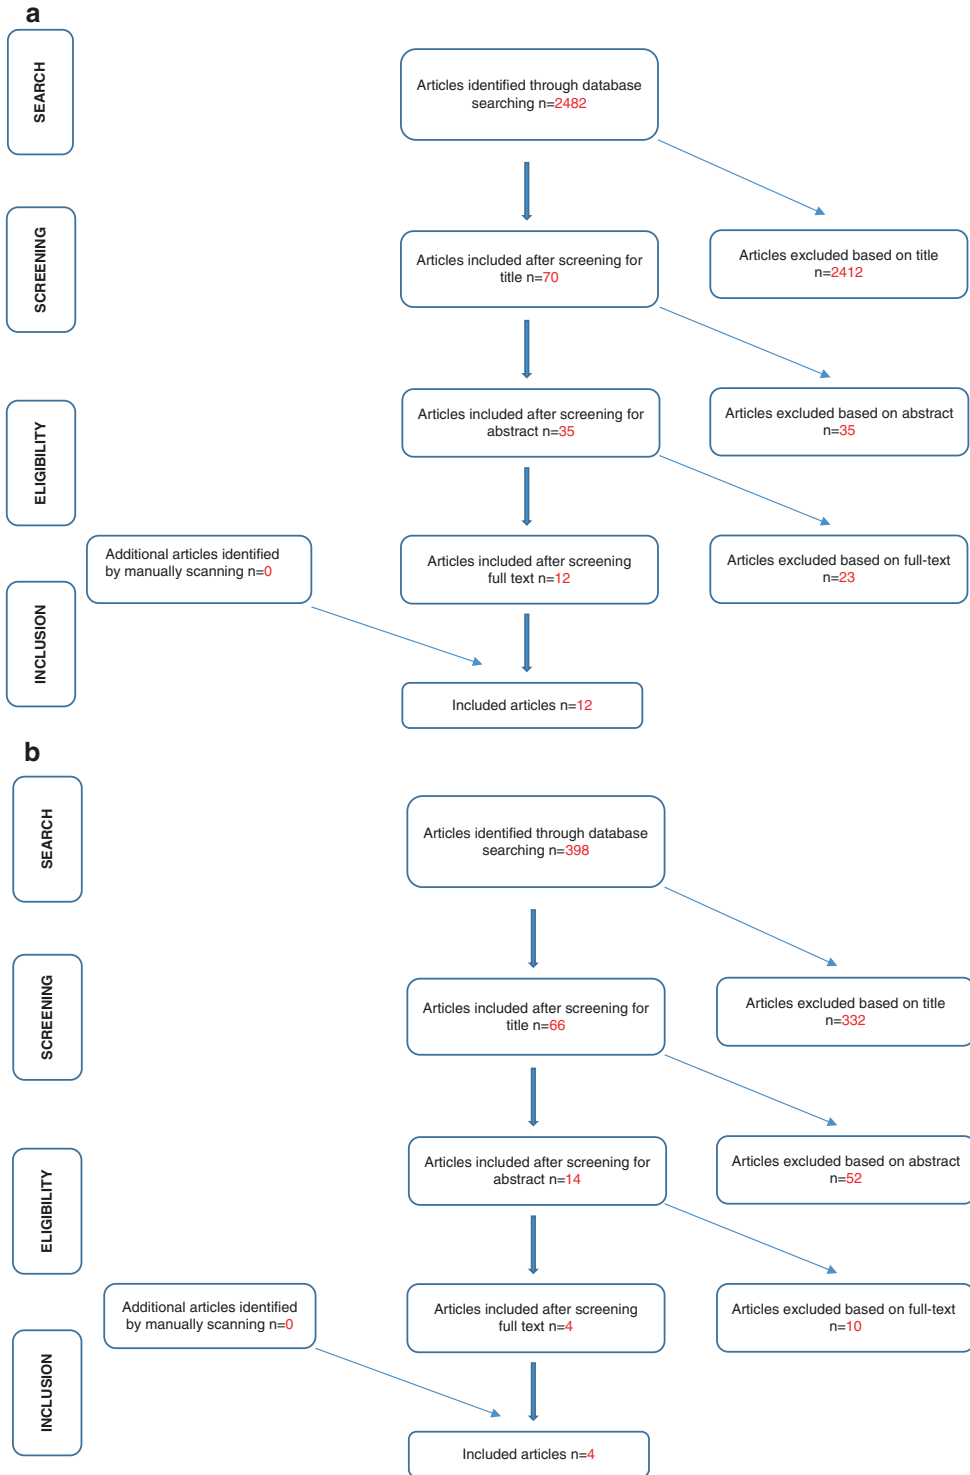 a
SEARCH
Articles identified through database
searching n=2482
SCREENING
Articles included after screening for
title n=70
Articles excluded based on title
n=2412
ELIGIBILITY
Articles included after screening for
abstract n=35
Articles excluded based on abstract
n=35
Additional articles identified
by manually scanning n=0
Articles included after screening
full text n=12
Articles excluded based on full-text
n=23
INCLUSION
Included articles n=12
b
SEARCH
Articles identified through database
searching n=398
SCREENING
Articles included after screening for
title n=66
Articles excluded based on title
n=332
ELIGIBILITY
Articles included after screening for
abstract n=14
Articles excluded based on abstract
n=52
Additional articles identified
by manually scanning n=0
Articles included after screening
full text n=4
Articles excluded based on full-text
n=10
INCLUSION
Included articles n=4